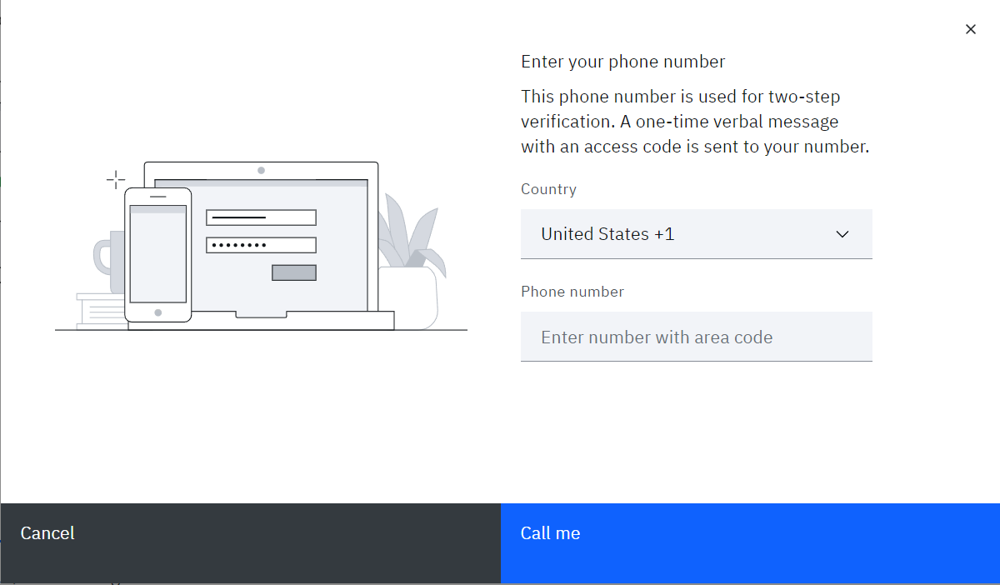 Enter your phone number
This phone number is used for two-step
verification. A one-time verbal message
with an access code is sent to your number.
Country
United States +1
Phone number
Enter number with area code
Cancel
Call me